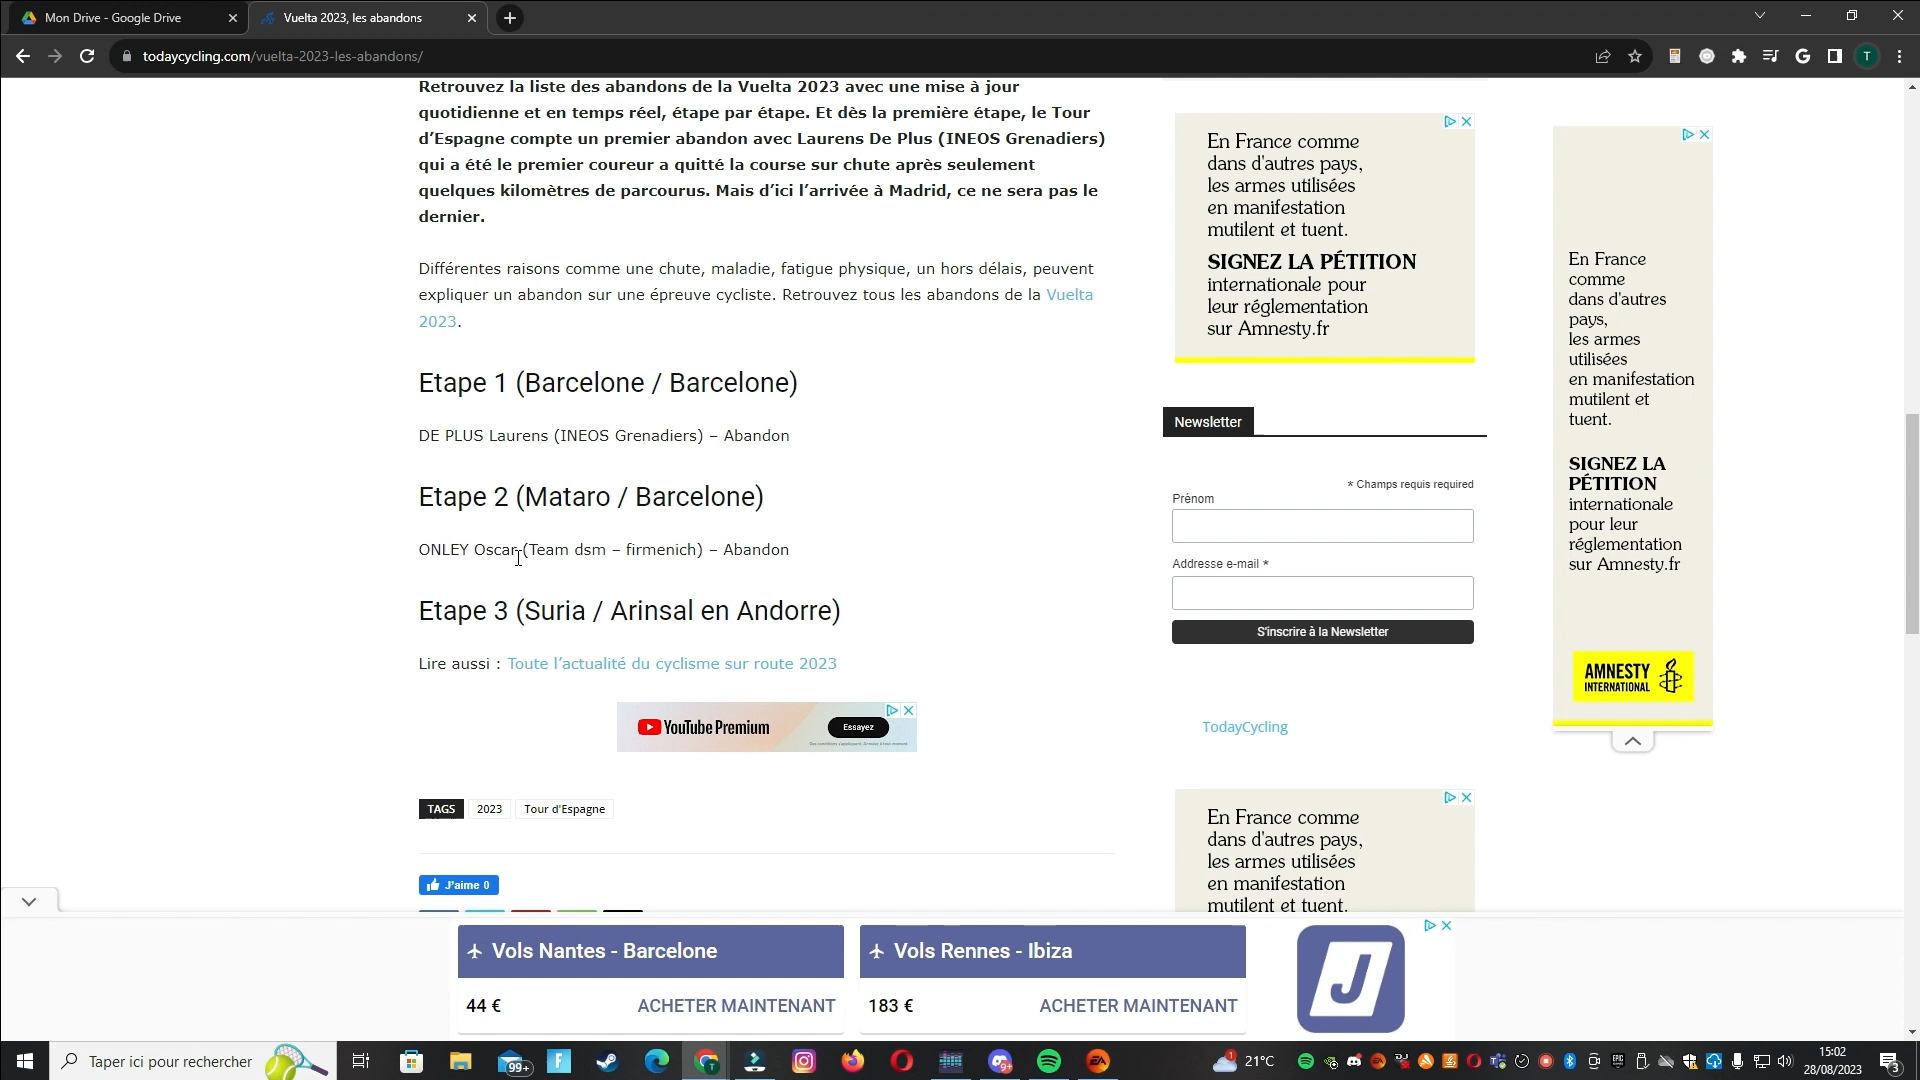 Mon Drive - Google Drive
Vuelta 2023, les abandons
todaycycling.com/vuelta-2023-les-abandons/
T
Retrouvez la liste des abandons de la Vuelta 2023 avec une mise à jour
quotidienne et en temps réel, étape par étape. Et dès la première étape, le Tour
d’Espagne compte un premier abandon avec Laurens De Plus (INEOS Grenadiers)
qui a été le premier coureur a quitté la course sur chute après seulement
quelques kilomètres de parcourus. Mais d’ici l’arrivée à Madrid, ce ne sera pas le
dernier.
Différentes raisons comme une chute, maladie, fatigue physique, un hors délais, peuvent
expliquer un abandon sur une épreuve cycliste. Retrouvez tous les abandons de la Vuelta
2023.
Etape 1 (Barcelone / Barcelone)
DE PLUS Laurens (INEOS Grenadiers) – Abandon
Etape 2 (Mataro / Barcelone)
ONLEY Oscar (Team dsm – firmenich) – Abandon
Etape 3 (Suria / Arinsal en Andorre)
Lire aussi : Toute l’actualité du cyclisme sur route 2023
YouTube Premium
Essayez
TAGS
2023
Tour d'Espagne
J’aime 0
En France comme
dans d'autres pays,
les armes utilisées
en manifestation
mutilent et tuent.
SIGNEZ LA PÉTITION
internationale pour
leur réglementation
sur Amnesty.fr
Newsletter
* Champs requis required
Prénom
Addresse e-mail *
S'inscrire à la Newsletter
TodayCycling
En France comme
dans d'autres pays,
les armes utilisées
en manifestation
mutilent et tuent.
En France
comme
dans d'autres
pays,
les armes
utilisées
en manifestation
mutilent et
tuent.
SIGNEZ LA
PÉTITION
internationale
pour leur
réglementation
sur Amnesty.fr
AMNESTY
INTERNATIONAL
Vols Nantes - Barcelone
44 €
ACHETER MAINTENANT
Vols Rennes - Ibiza
183 €
ACHETER MAINTENANT
J
Taper ici pour rechercher
99+
21°C
15:02
28/08/2023
3